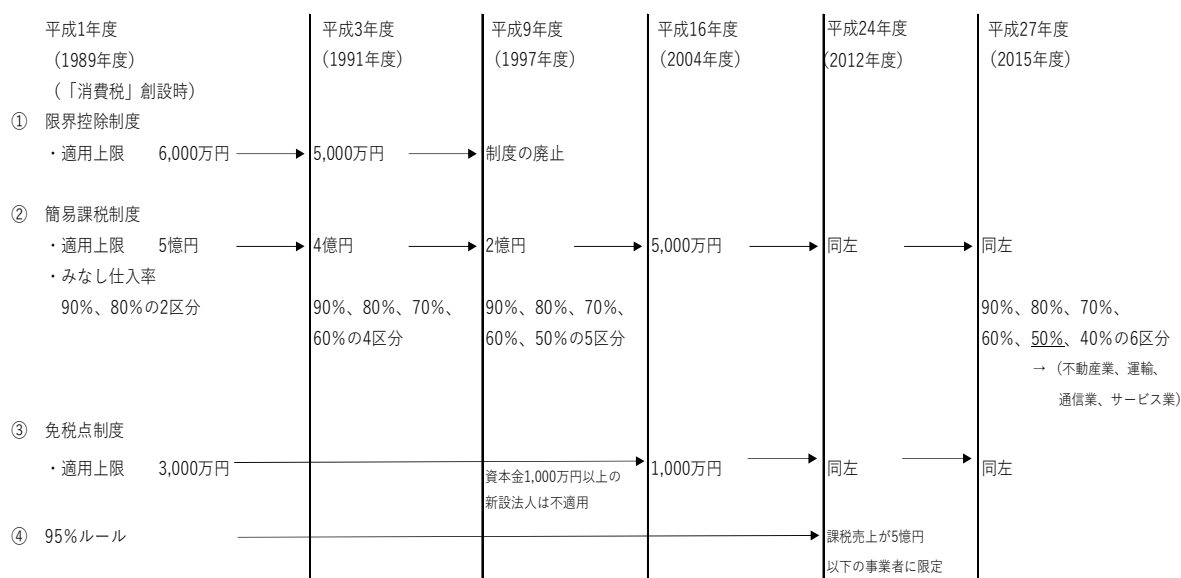 平成1年度 平成3年度 平成9年度 平成16年度 平成24年度 平成27年度
（1989年度） （1991年度） （1997年度） （2004年度） （2012年度） （2015年度）
（「消費税」創設時）
① 限界控除制度
・適用上限 6,000万円 5,000万円 制度の廃止
② 簡易課税制度
・適用上限 5憶円 4億円 2憶円 5,000万円 同左 同左
・みなし仕入率
90%、80%の2区分 90%、80%、70%、 90%、80%、70%、 90%、80%、70%、
60%の4区分 60%、50%の5区分 60%、50%、40%の6区分
→ （不動産業、運輸、
通信業、サービス業）
③ 免税点制度
・適用上限 3,000万円 1,000万円 同左 同左
資本金1,000万円以上の
新設法人は不適用
④ 95%ルール 課税売上が5憶円
以下の事業者に限定